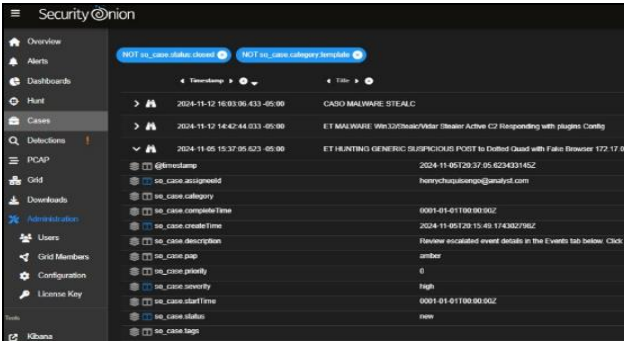 Security Onion
Overview
Alerts
Dashboards
Hunt
Cases
Detections !
PCAP
Grid
Downloads
Administration
Users
Grid Members
Configuration
License Key
Tools
Kibana
NOT so_case.status:closed
NOT so_case.category:template
Timestamp Title
2024-11-12 16:03:06.433 -05:00 CASO MALWARE STEALC
2024-11-12 14:42:44.033 -05:00 ET MALWARE Win32/Stealc/Vidar Stealer Active C2 Responding with plugins Config
2024-11-05 15:37:05.623 -05:00 ET HUNTING GENERIC SUSPICIOUS POST to Dotted Quad with Fake Browser 172.17.0
@timestamp 2024-11-05T20:37:05.623433145Z
so_case.assigneeId henrychuquisengo@analyst.com
so_case.category
so_case.completeTime 0001-01-01T00:00:00Z
so_case.createTime 2024-11-05T20:15:49.174302798Z
so_case.description Review escalated event details in the Events tab below. Click
so_case.pap amber
so_case.priority 0
so_case.severity high
so_case.startTime 0001-01-01T00:00:00Z
so_case.status new
so_case.tags